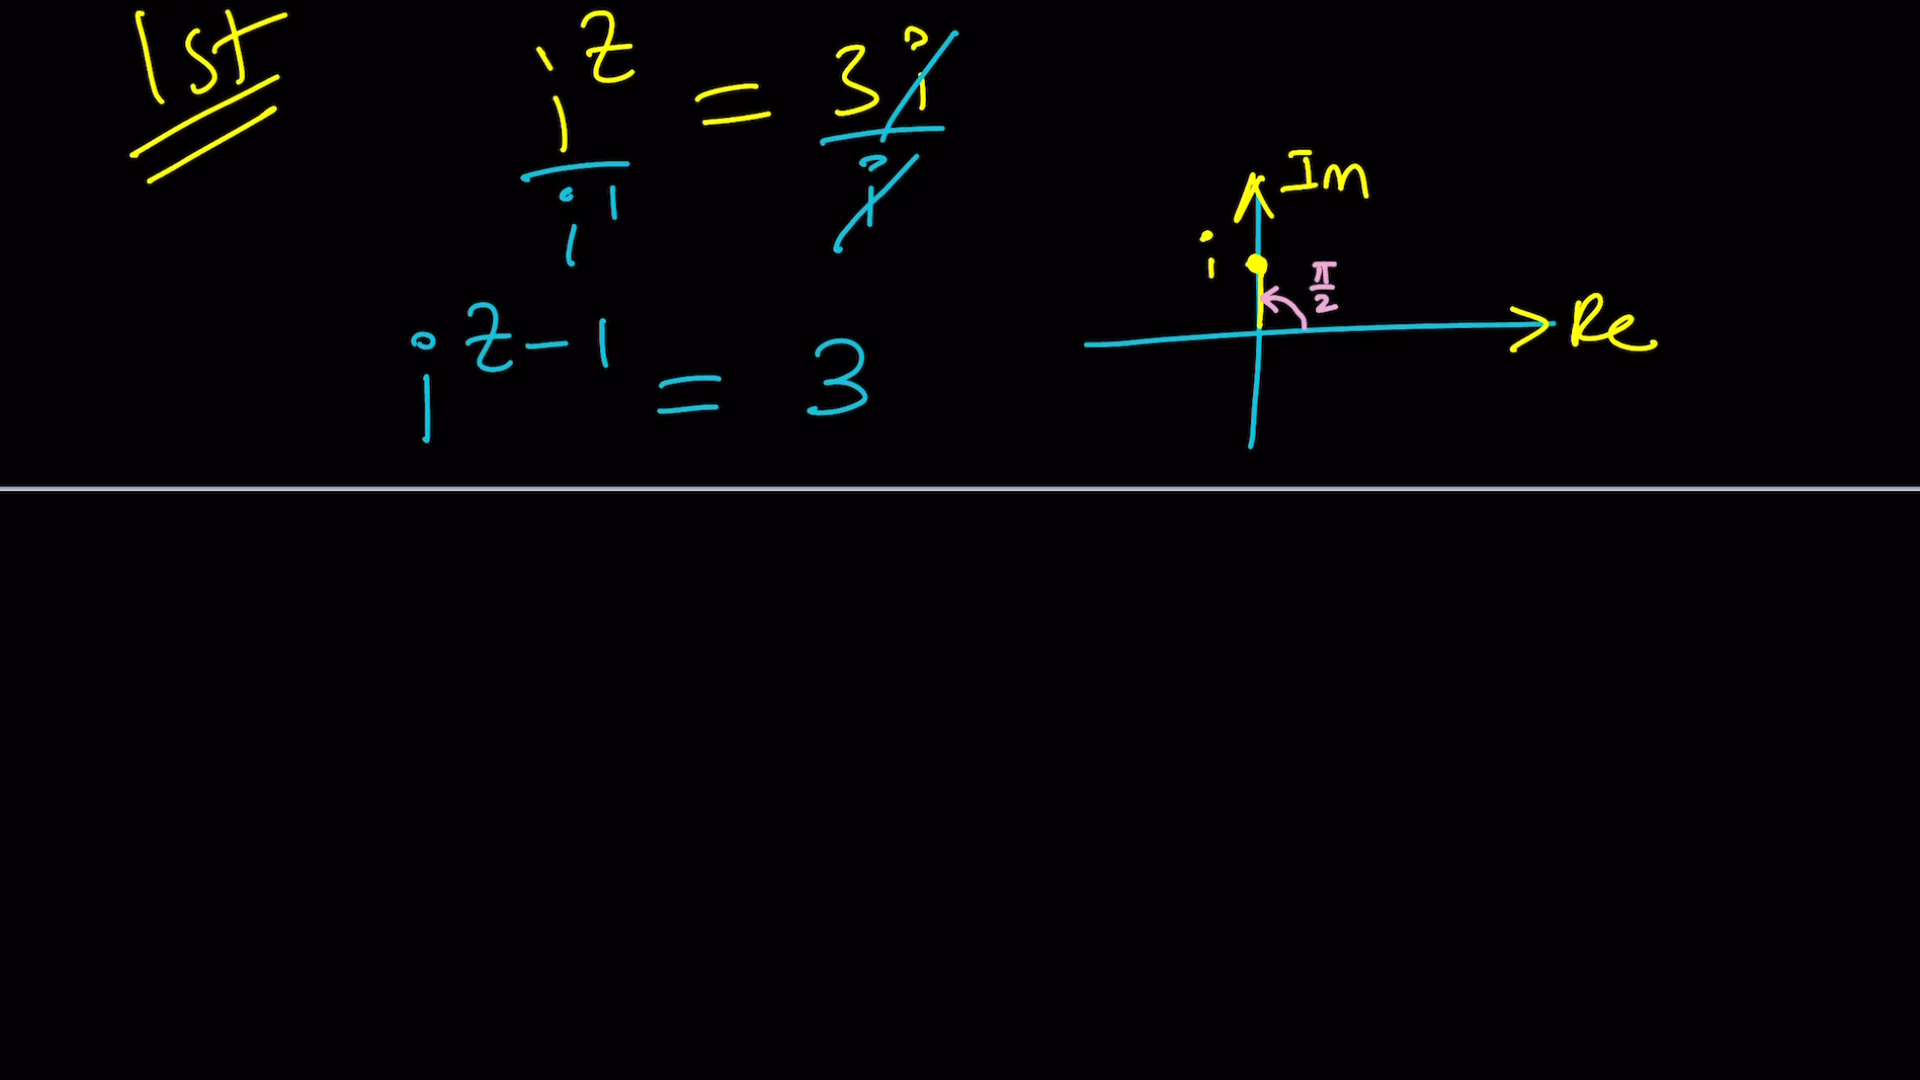 1st
i^z / i^1 = 3i / i
i^(z-1) = 3
Im
i
π/2
Re